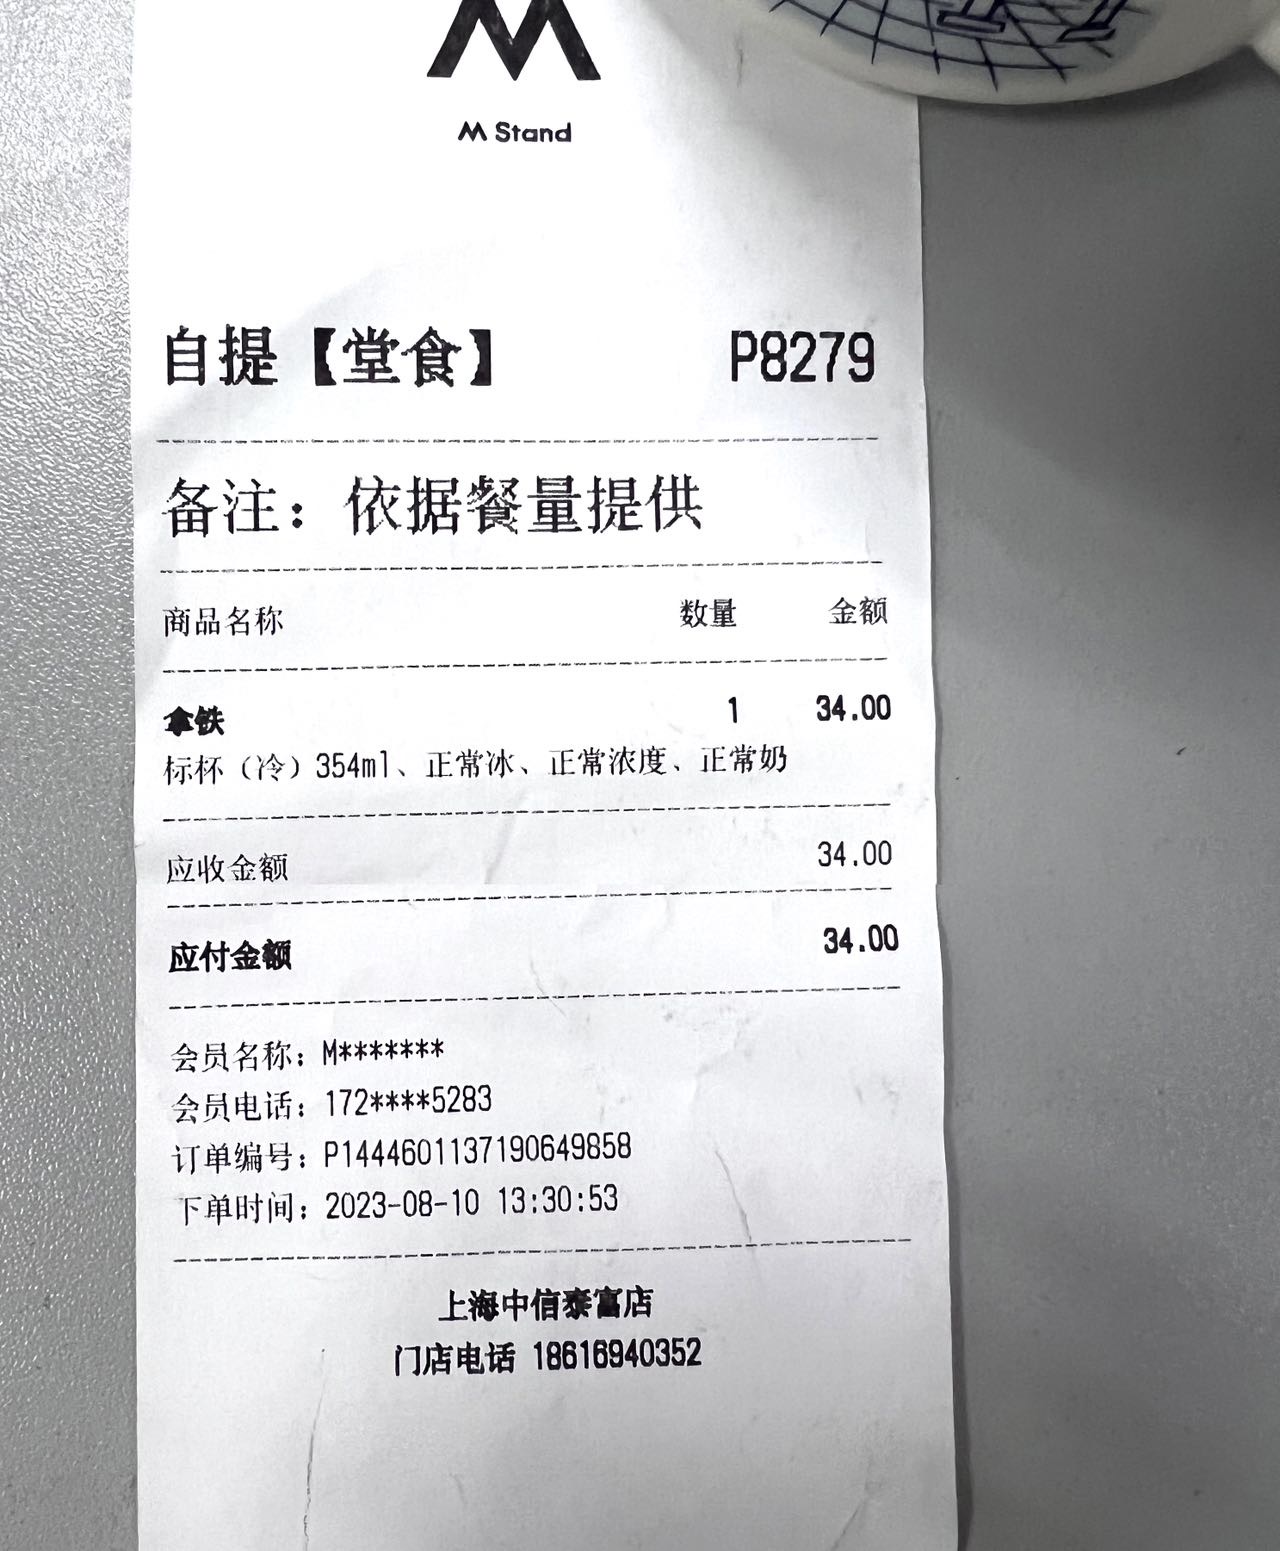 M Stand
自提【堂食】 P8279
备注：依据餐量提供
商品名称 数量 金额
拿铁 1 34.00
标杯（冷）354ml、正常冰、正常浓度、正常奶
应收金额 34.00
应付金额 34.00
会员名称：M*******
会员电话：172****5283
订单编号：P1444601137190649858
下单时间：2023-08-10 13:30:53
上海中信泰富店
门店电话 18616940352